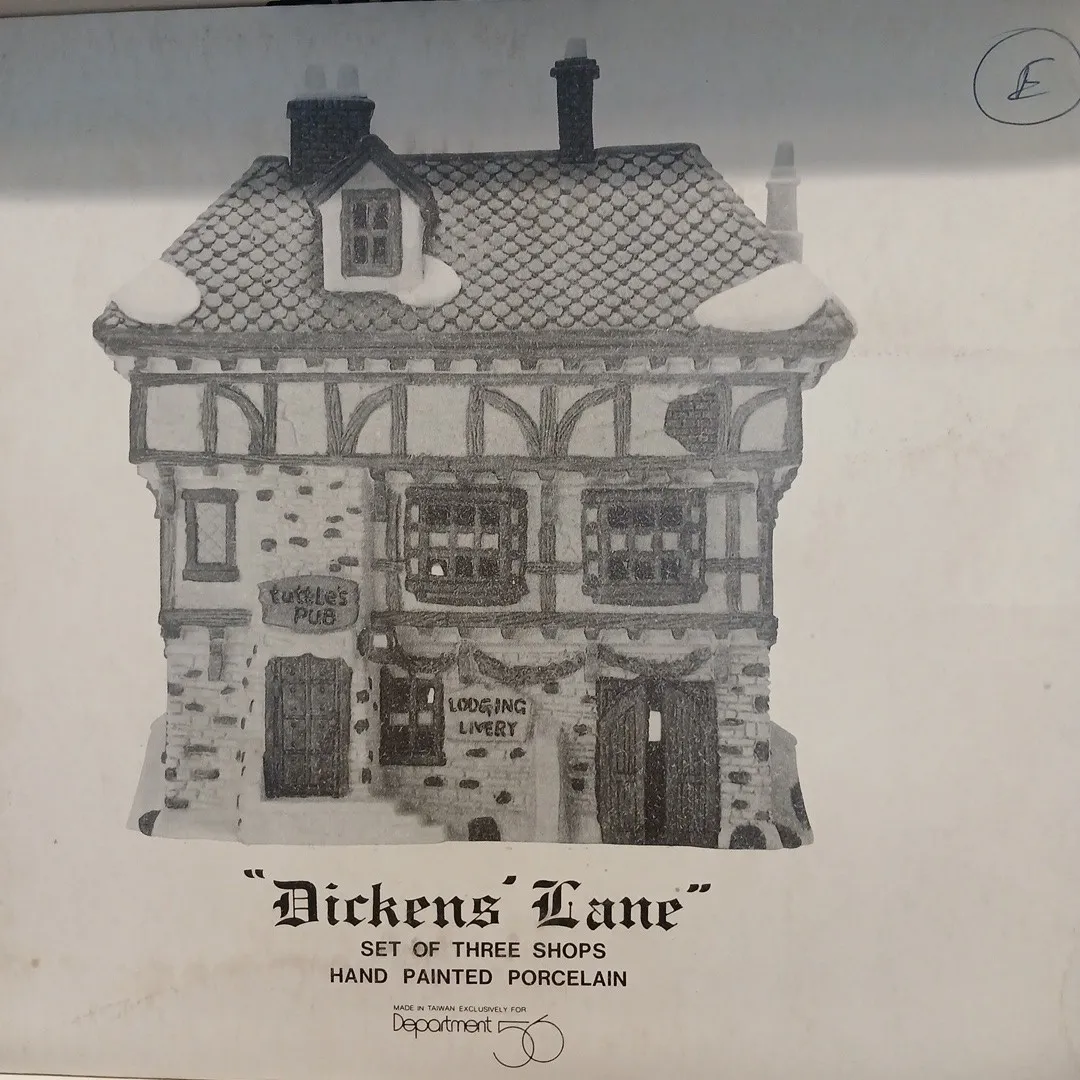 E
tuttle's
PUB
LODGING
LIVERY
"Dickens' Lane"
SET OF THREE SHOPS
HAND PAINTED PORCELAIN
MADE IN TAIWAN EXCLUSIVELY FOR
Department 56